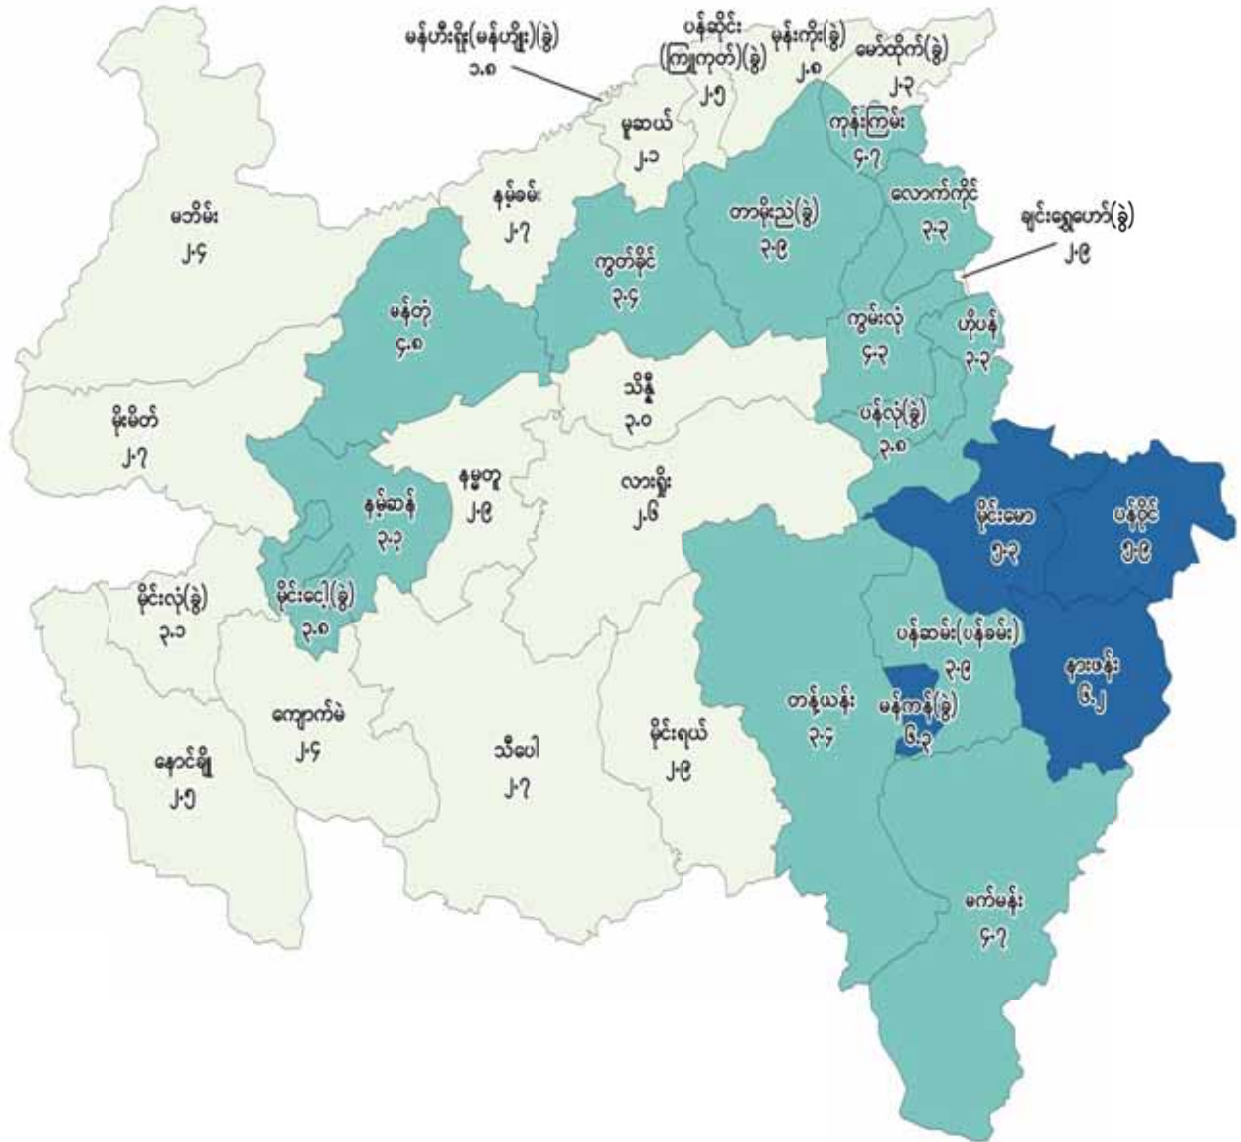 မန်ဟီးရိုး(မန်ဟျိုး)(ခွဲ)
၁.၈
ပန်ဆိုင်း
(ကြူကုတ်)(ခွဲ)
၂.၅
မုန်းကိုး(ခွဲ)
၂.၈
မော်ထိုက်(ခွဲ)
၂.၃
မူဆယ်
၂.၁
ကုန်းကြမ်း
၄.၇
မဘိမ်း
၂.၄
နမ့်ခမ်း
၂.၇
တာမိုးညဲ(ခွဲ)
၃.၉
လောက်ကိုင်
၃.၃
ချင်းရွှေဟော်(ခွဲ)
၂.၉
ကွတ်ခိုင်
၃.၄
မန်တုံ
၄.၈
ကွမ်းလုံ
၄.၃
ဟိုပန်
၃.၃
သိန္နီ
၃.၀
မိုးမိတ်
၂.၇
ပန်လုံ(ခွဲ)
၃.၈
နမ္မတူ
၂.၉
လားရှိုး
၂.၆
နမ့်ဆန်
၃.၃
မိုင်းမော
၅.၃
ပန်ဝိုင်
၅.၉
မိုင်းလုံ(ခွဲ)
၃.၁
မိုင်းငေါ့(ခွဲ)
၃.၈
ပန်ဆမ်း(ပန်ခမ်း)
၃.၉
နားဖန်း
၆.၂
ကျောက်မဲ
၂.၄
တန့်ယန်း
၃.၄
မန်ကန်(ခွဲ)
၆.၃
နောင်ချို
၂.၅
သီပေါ
၂.၇
မိုင်းရယ်
၂.၉
မက်မန်း
၄.၇